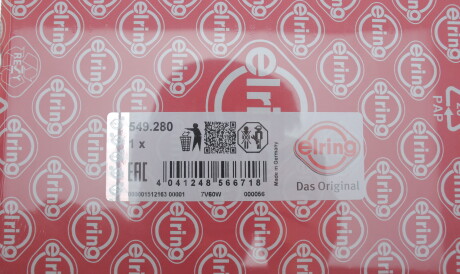 549.280
1 x
EAC
Made in Germany
4 041248 566718
7V60W 000066
elring
Das Original
elring
elring
elring
elring
elring
PAP